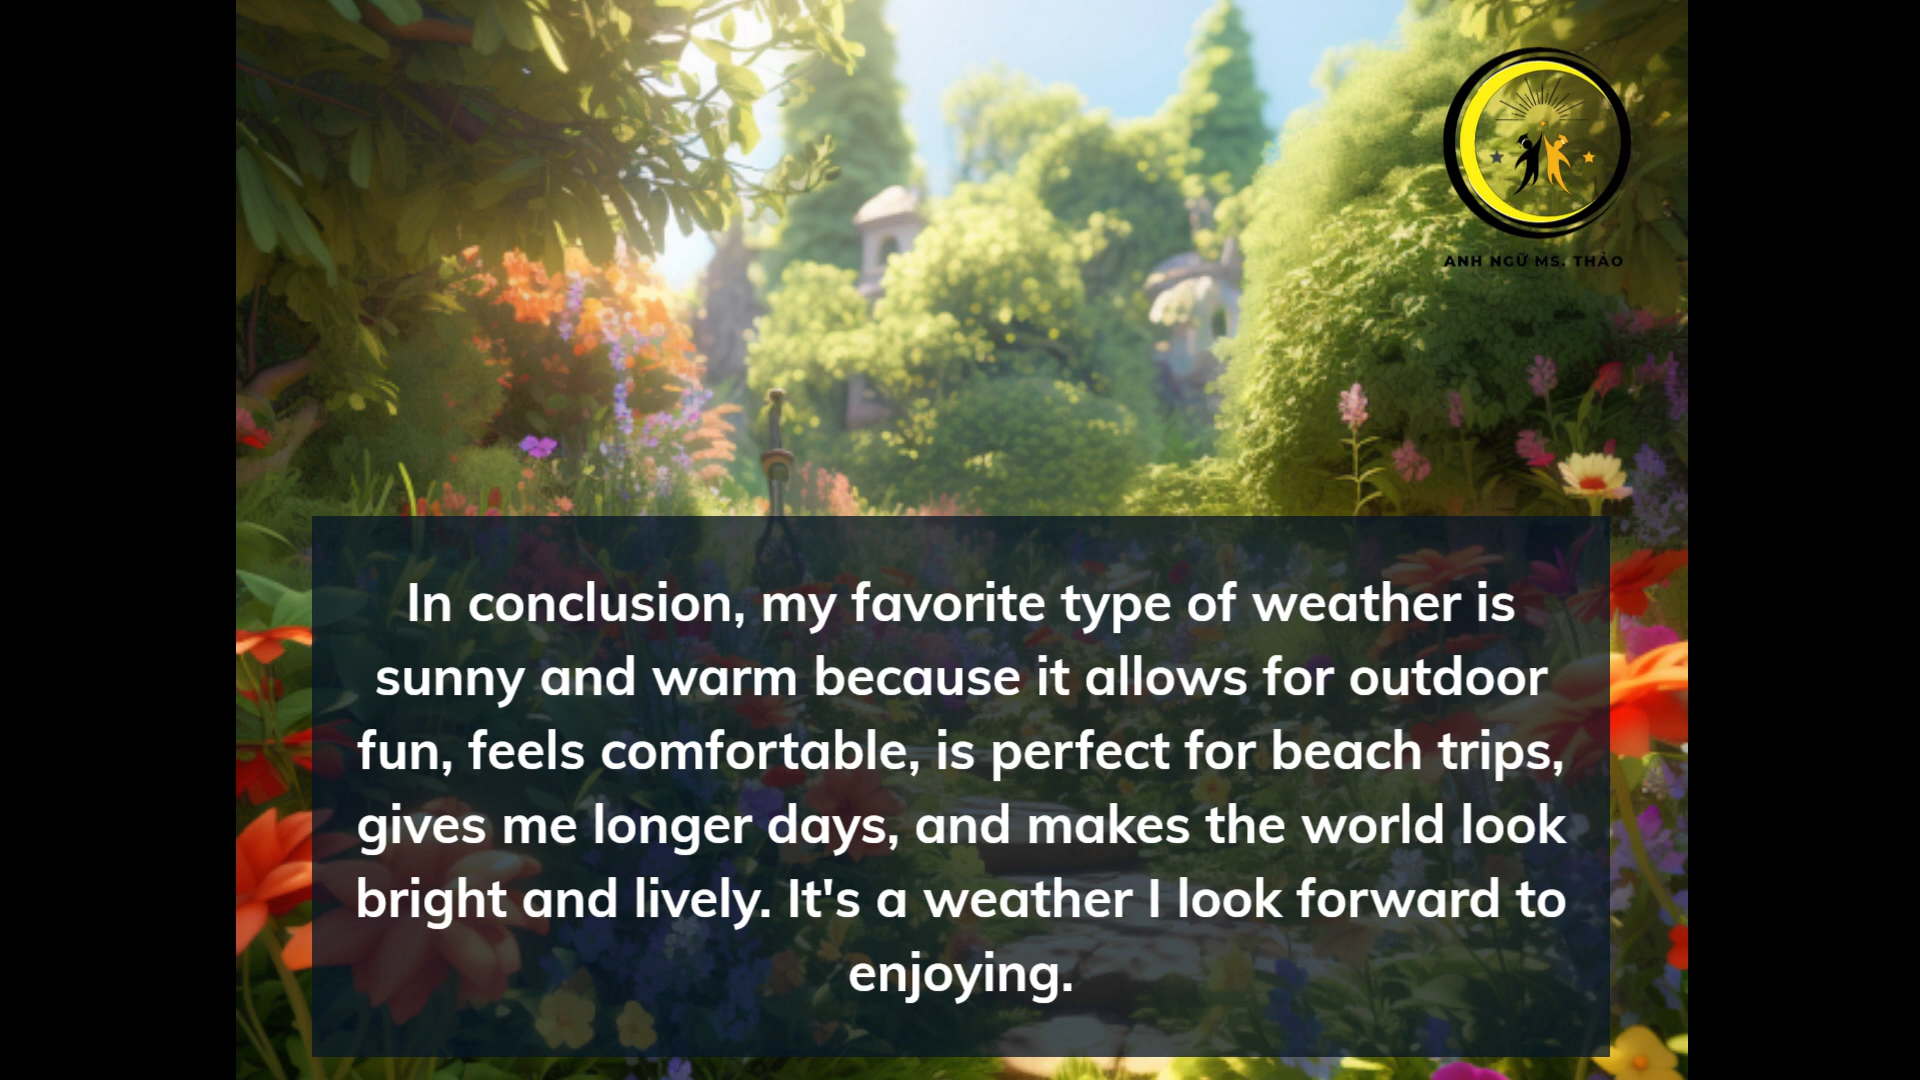 ANH NGỮ MS. THẢO
In conclusion, my favorite type of weather is
sunny and warm because it allows for outdoor
fun, feels comfortable, is perfect for beach trips,
gives me longer days, and makes the world look
bright and lively. It's a weather I look forward to
enjoying.